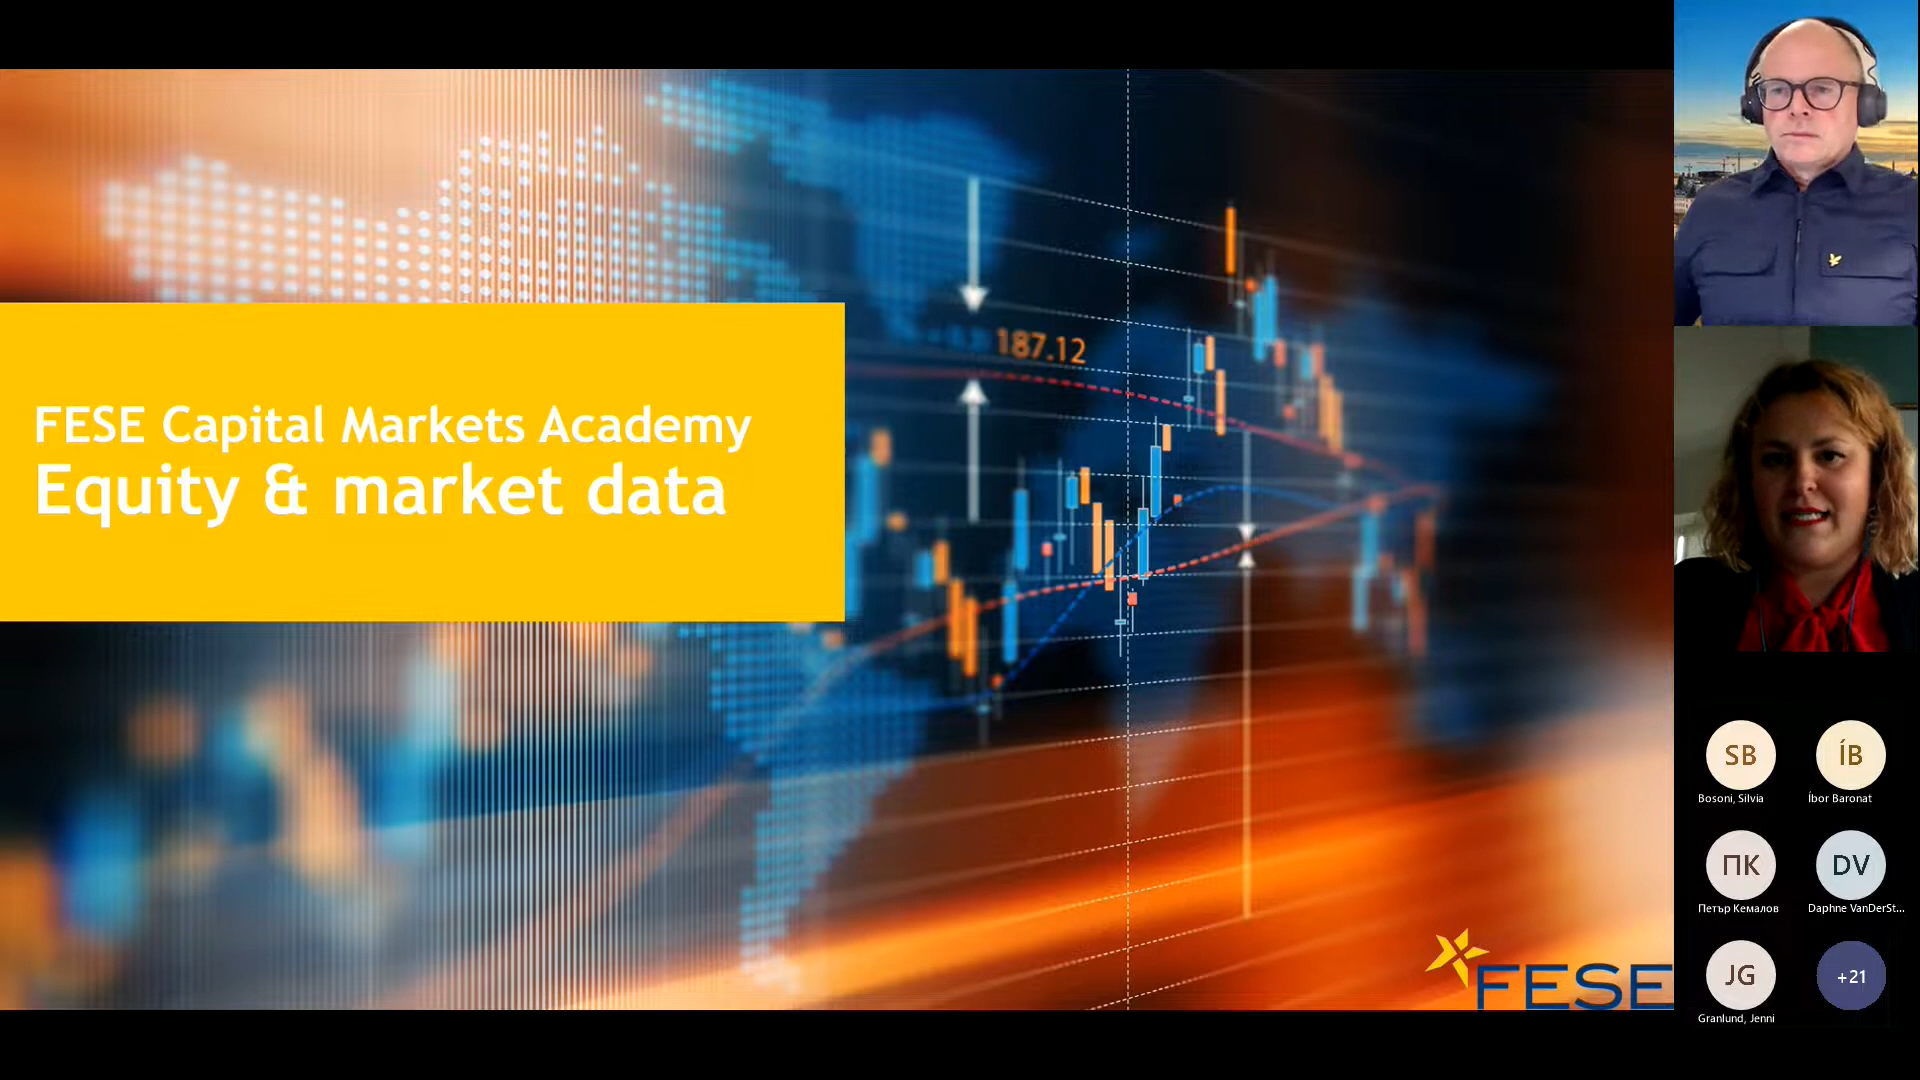 FESE Capital Markets Academy
Equity & market data
187.12
FESE
SB
Bosoni, Silvia
ÍB
Íbor Baronat
ПК
Петър Кемалов
DV
Daphne VanDerSt...
JG
Granlund, Jenni
+21